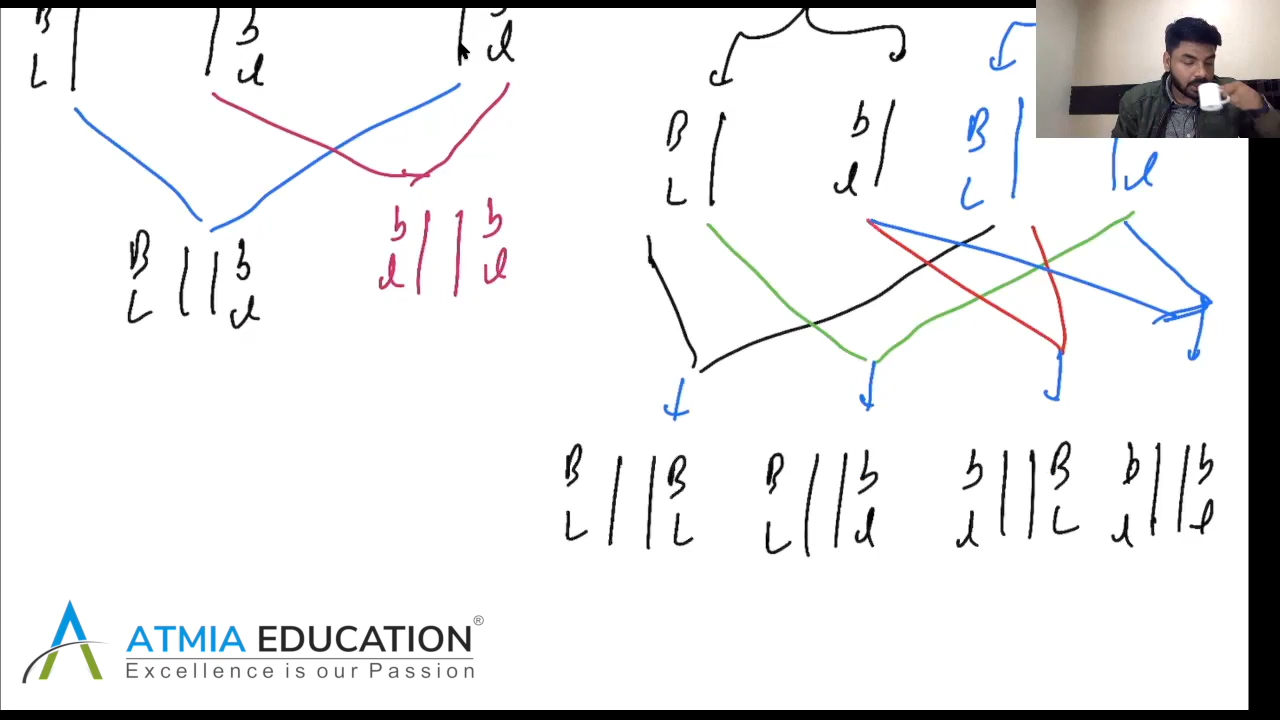 B b b
L l l
B b B
L l L l
B b b b
L l l l
B B B b b B b b
L L L l l L l l
ATMIA EDUCATION®
Excellence is our Passion